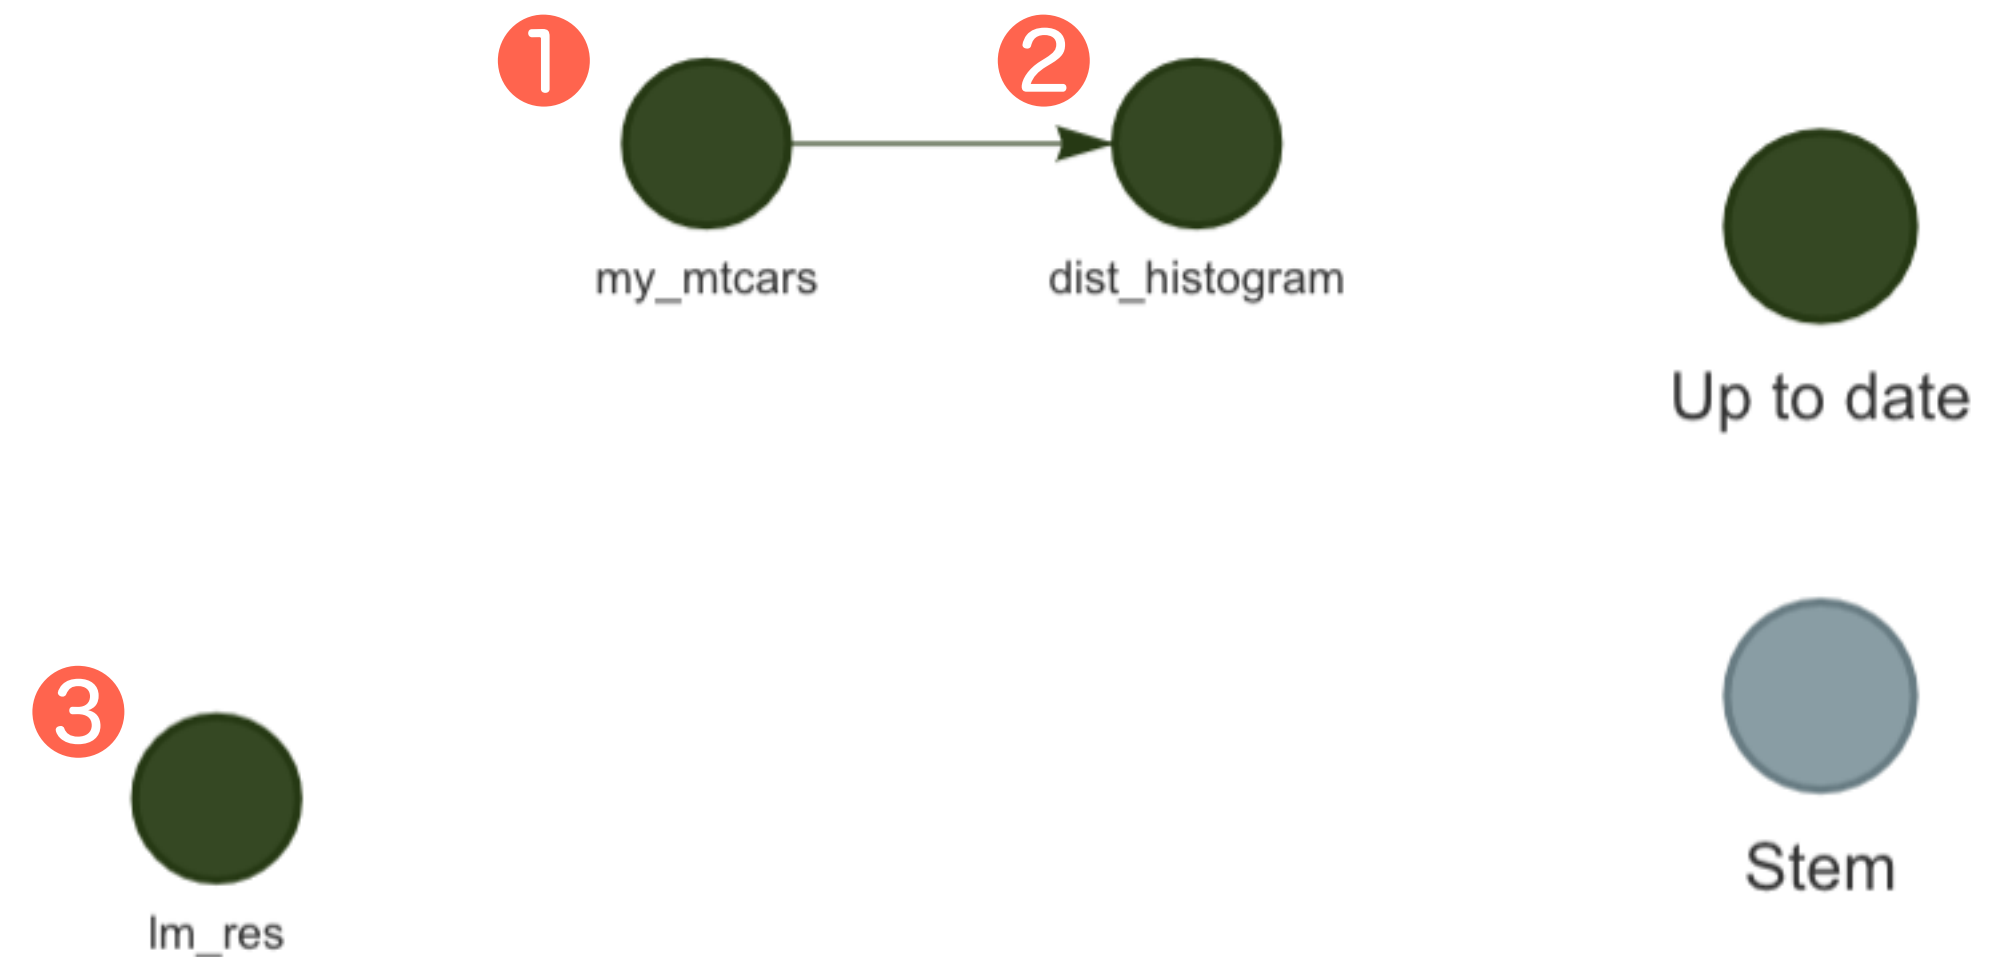 1
2
my_mtcars
dist_histogram
Up to date
3
Stem
lm_res